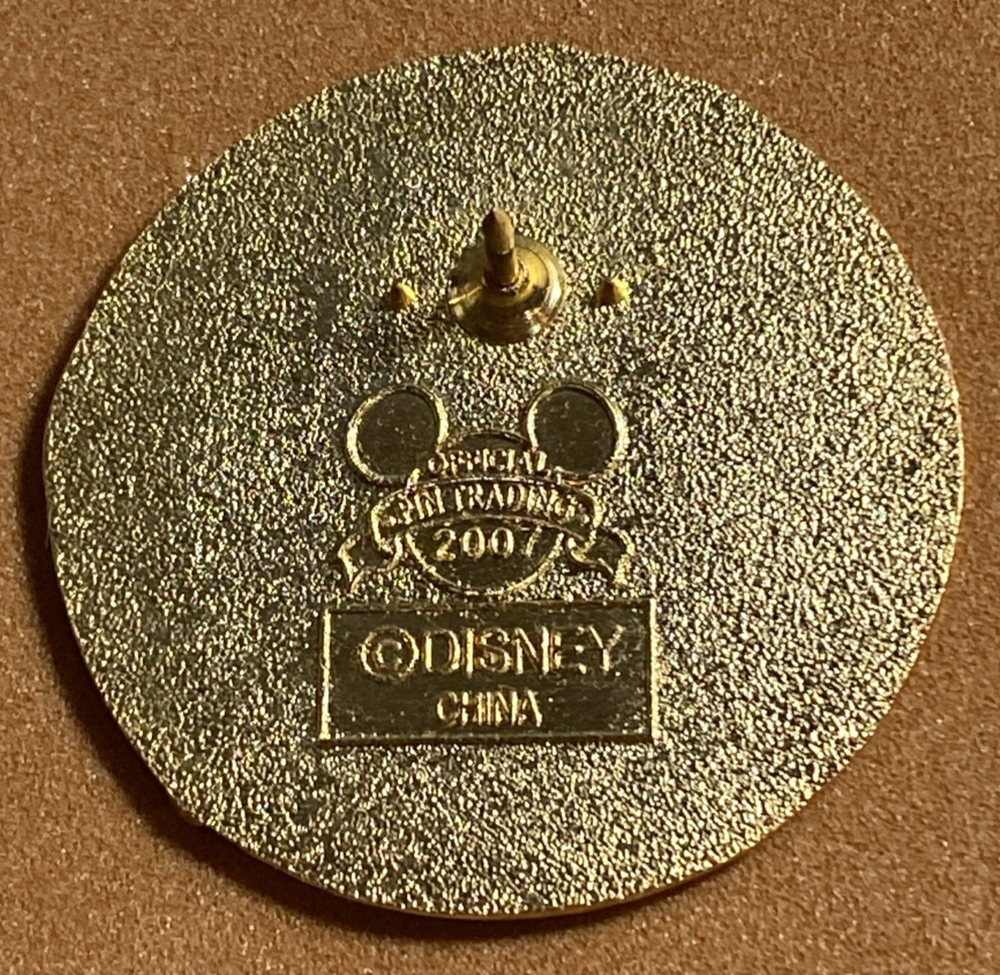 OFFICIAL
PIN TRADING
2007
©DISNEY
CHINA